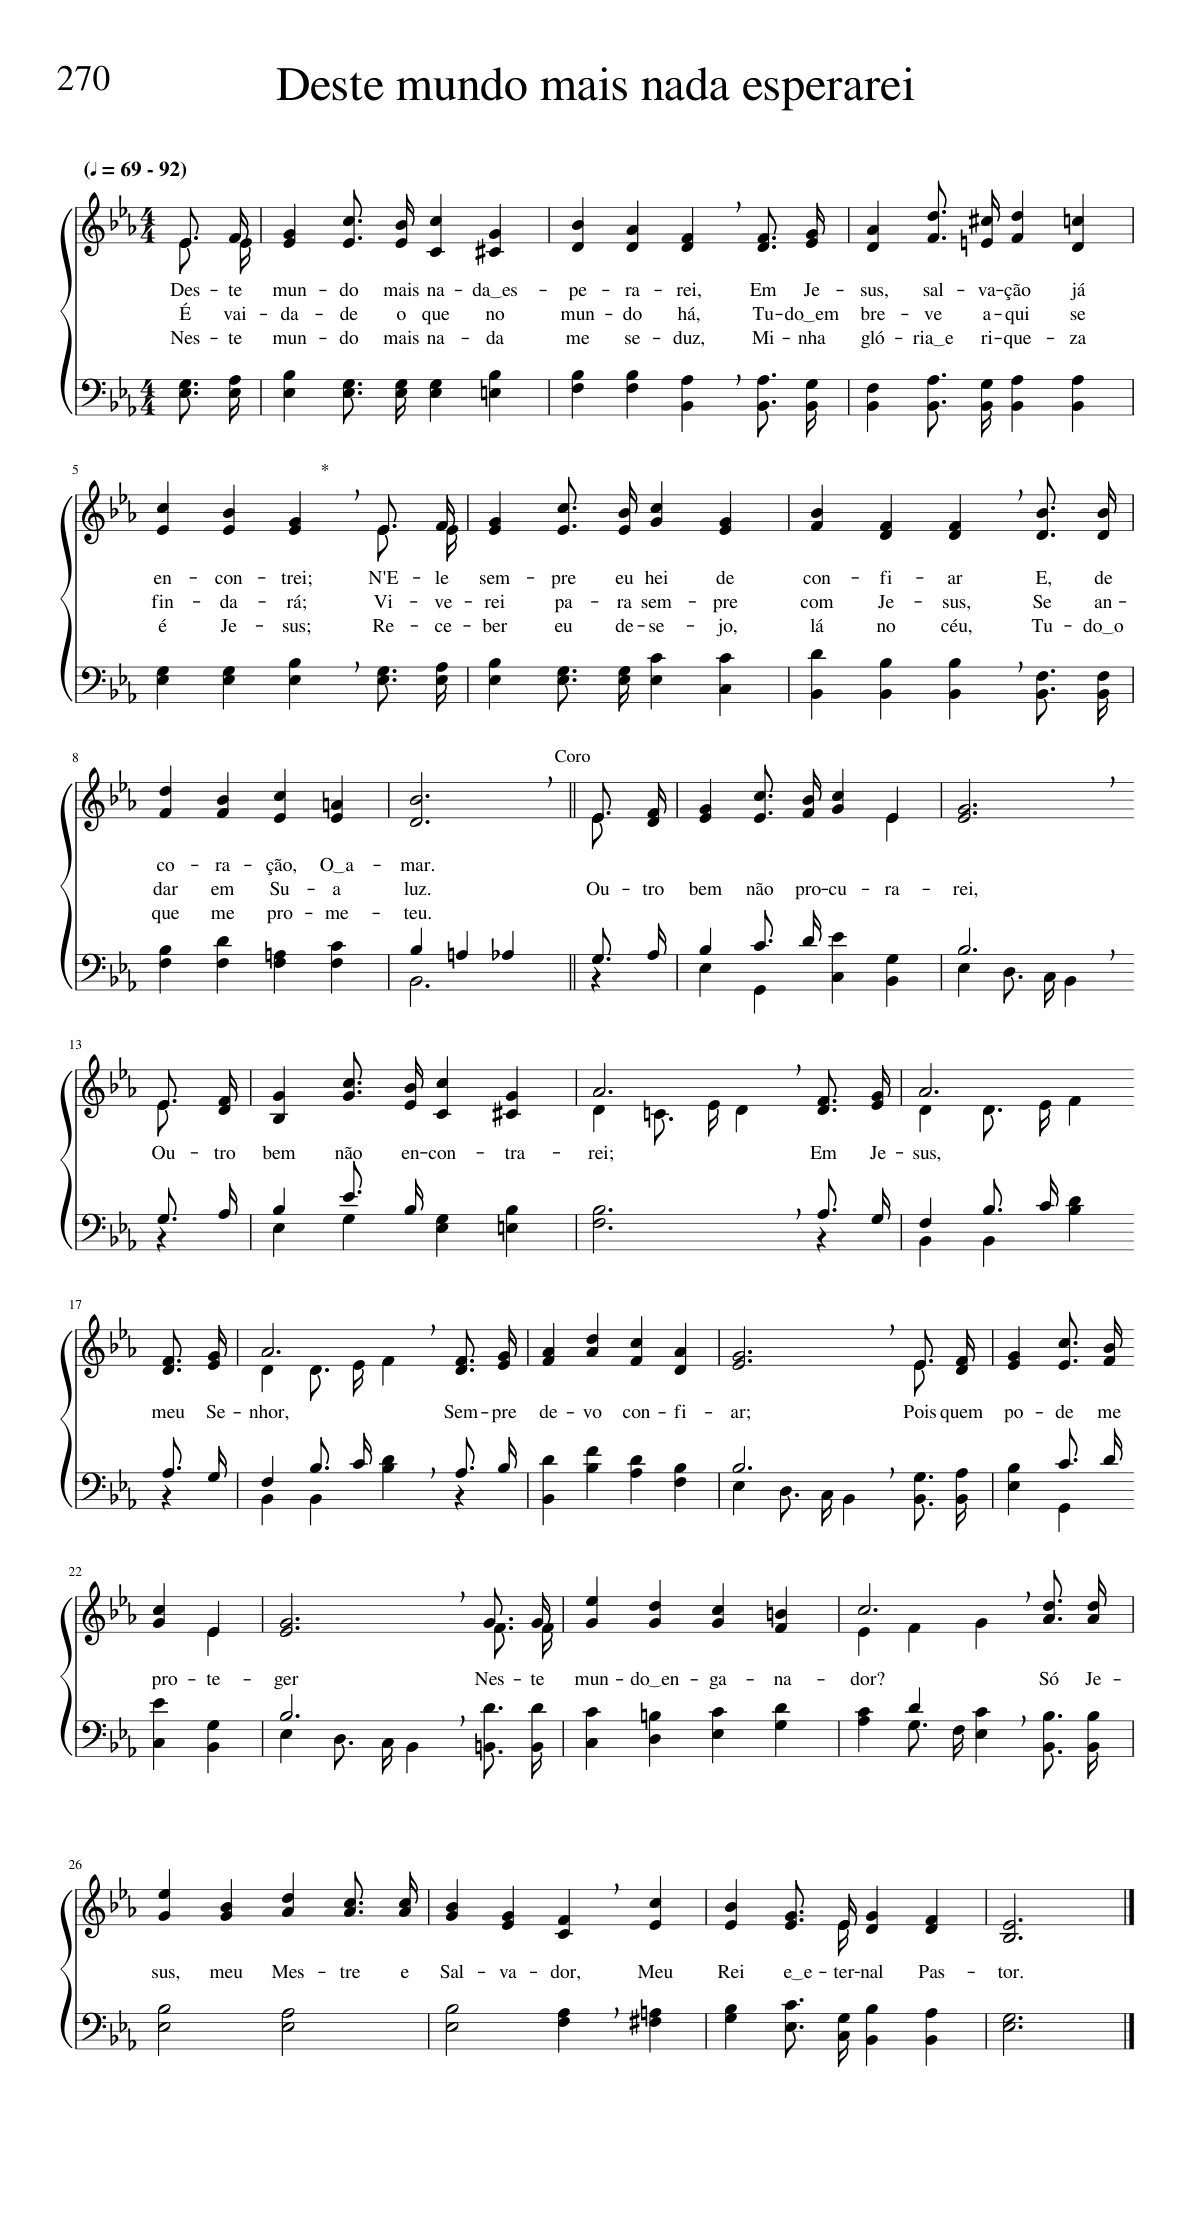 270
Deste mundo mais nada esperarei
(♩ = 69 - 92)
Des - te mun - do mais na - da‿es - pe - ra - rei, Em Je - sus, sal - va - ção já
É vai - da - de o que no mun - do há, Tu - do‿em bre - ve a - qui se
Nes - te mun - do mais na - da me se - duz, Mi - nha gló - ria‿e ri - que - za
5
*
en - con - trei; N'E - le sem - pre eu hei de con - fi - ar E, de
fin - da - rá; Vi - ve - rei pa - ra sem - pre com Je - sus, Se an -
é Je - sus; Re - ce - ber eu de - se - jo, lá no céu, Tu - do‿o
8
Coro
co - ra - ção, O‿a - mar.
dar em Su - a luz. Ou - tro bem não pro - cu - ra - rei,
que me pro - me - teu.
13
Ou - tro bem não en - con - tra - rei; Em Je - sus,
17
meu Se - nhor, Sem - pre de - vo con - fi - ar; Pois quem po - de me
22
pro - te - ger Nes - te mun - do‿en - ga - na - dor? Só Je -
26
sus, meu Mes - tre e Sal - va - dor, Meu Rei e‿e - ter - nal Pas - tor.